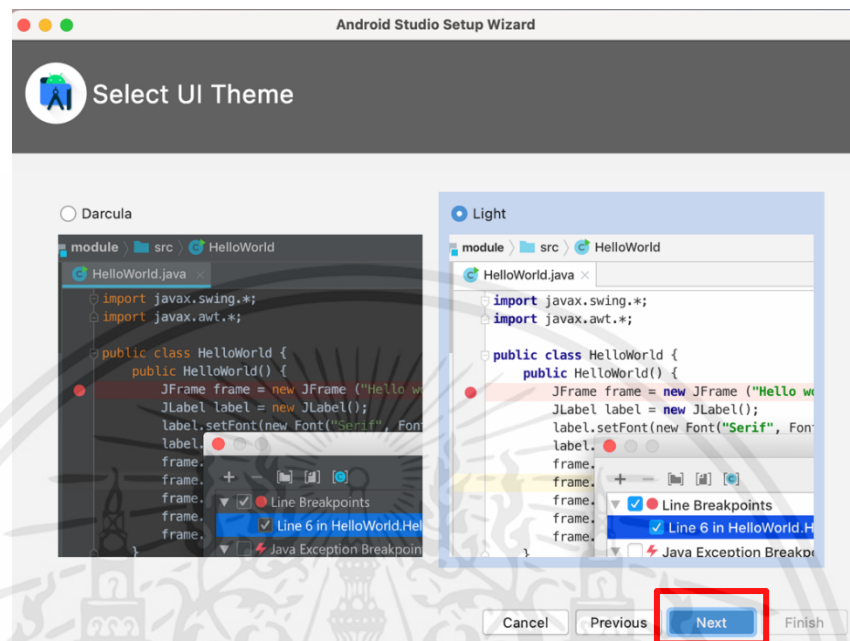 Android Studio Setup Wizard
Select UI Theme
Darcula
module src HelloWorld
HelloWorld.java
import javax.swing.*;
import javax.awt.*;
public class HelloWorld {
public HelloWorld() {
JFrame frame = new JFrame ("Hello
JLabel label = new JLabel();
label.setFont(new Font("Serif", Fon
label.
frame.
frame.
frame.
frame.
frame.
}
Line Breakpoints
Line 6 in HelloWorld.Hel
Java Exception Breakpoin
Light
module src HelloWorld
HelloWorld.java
import javax.swing.*;
import javax.awt.*;
public class HelloWorld {
public HelloWorld() {
JFrame frame = new JFrame ("Hello
JLabel label = new JLabel();
label.setFont(new Font("Serif", Fon
label.
frame.
frame.
frame.
frame.
frame.
}
Line Breakpoints
Line 6 in HelloWorld.H
Java Exception Breakpo
Cancel Previous Next Finish